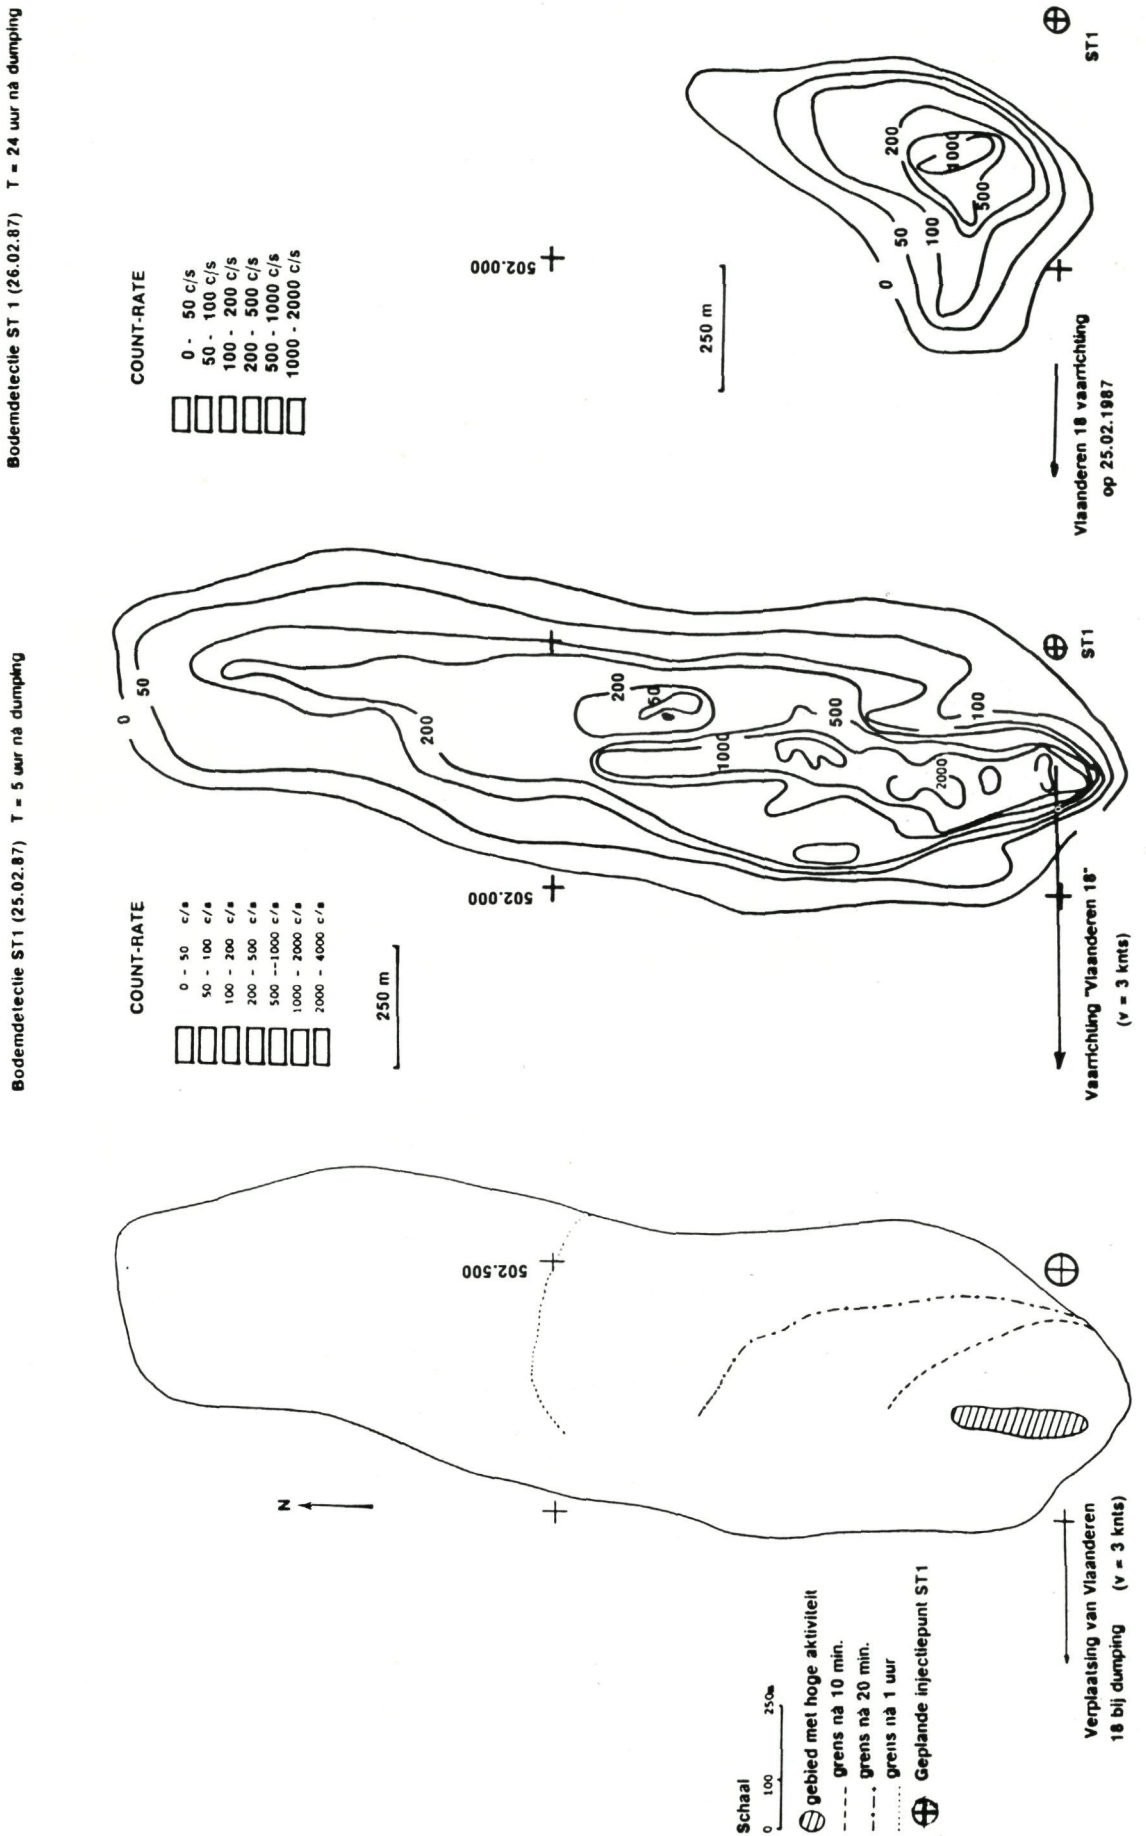 Bodemdetectie ST1 (25.02.87) T = 5 uur nà dumping
Bodemdetectie ST 1 (26.02.87) T = 24 uur nà dumping
N
502.500
Schaal
0 100 250m
gebied met hoge aktiviteit
grens nà 10 min.
grens nà 20 min.
grens nà 1 uur
Geplande injectiepunt ST1
Verplaatsing van Vlaanderen
18 bij dumping (v = 3 knts)
COUNT-RATE
0 - 50 c/s
50 - 100 c/s
100 - 200 c/s
200 - 500 c/s
500 --1000 c/s
1000 - 2000 c/s
2000 - 4000 c/s
250 m
502.000
0
50
200
200
50
1000
500
2000
100
ST1
Vaarrichting "Vlaanderen 18"
(v = 3 knts)
COUNT-RATE
0 - 50 c/s
50 - 100 c/s
100 - 200 c/s
200 - 500 c/s
500 - 1000 c/s
1000 - 2000 c/s
502.000
250 m
0
50
100
200
1000
500
ST1
Vlaanderen 18 vaarrichting
op 25.02.1987